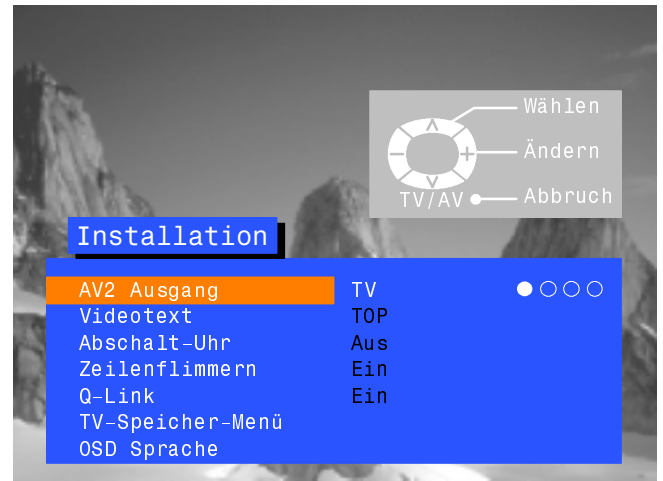 Wählen
Ändern
TV/AV Abbruch
Installation
AV2 Ausgang TV
Videotext TOP
Abschalt-Uhr Aus
Zeilenflimmern Ein
Q-Link Ein
TV-Speicher-Menü
OSD Sprache